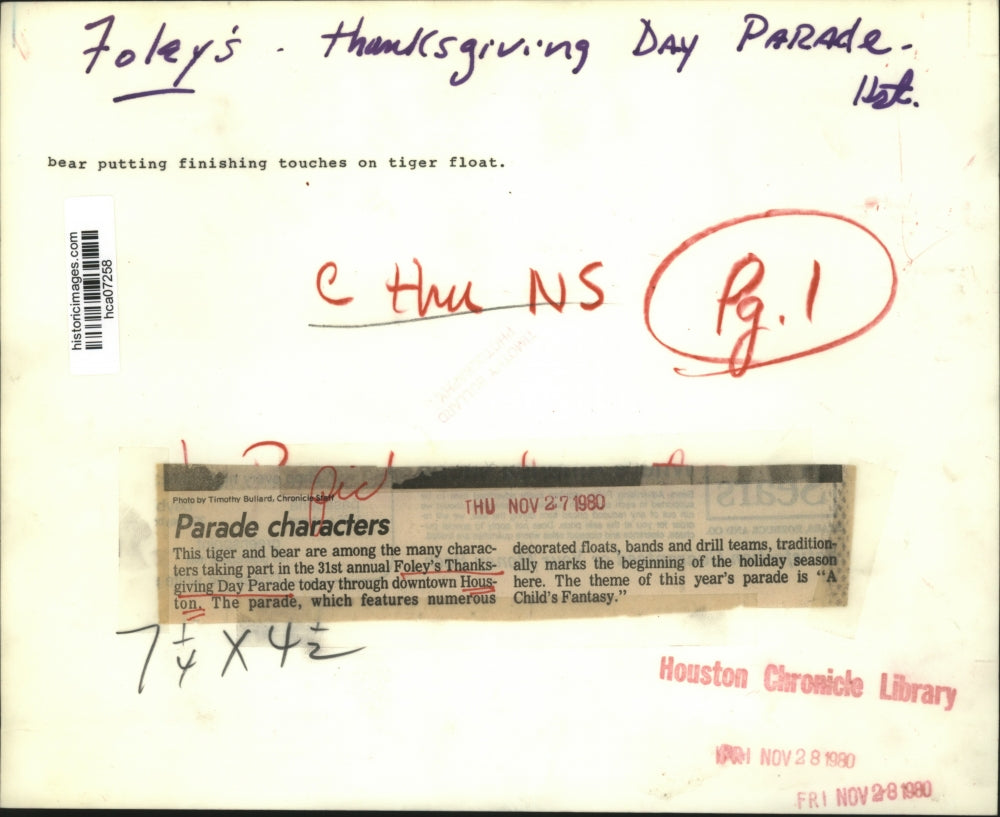 Foley's - Thanksgiving Day Parade -
Hst.
bear putting finishing touches on tiger float.
historicimages.com
hca07258
C thu NS
Pg. 1
TIMOTHY BULLARD
Photo by Timothy Bullard, Chronicle Staff
THU NOV 27 1980
Parade characters
This tiger and bear are among the many charac-
ters taking part in the 31st annual Foley's Thanks-
giving Day Parade today through downtown Hous-
ton. The parade, which features numerous
decorated floats, bands and drill teams, tradition-
ally marks the beginning of the holiday season
here. The theme of this year's parade is "A
Child's Fantasy."
7 1/4 X 4 1/2
Houston Chronicle Library
NOV 28 1980
FRI NOV 28 1980